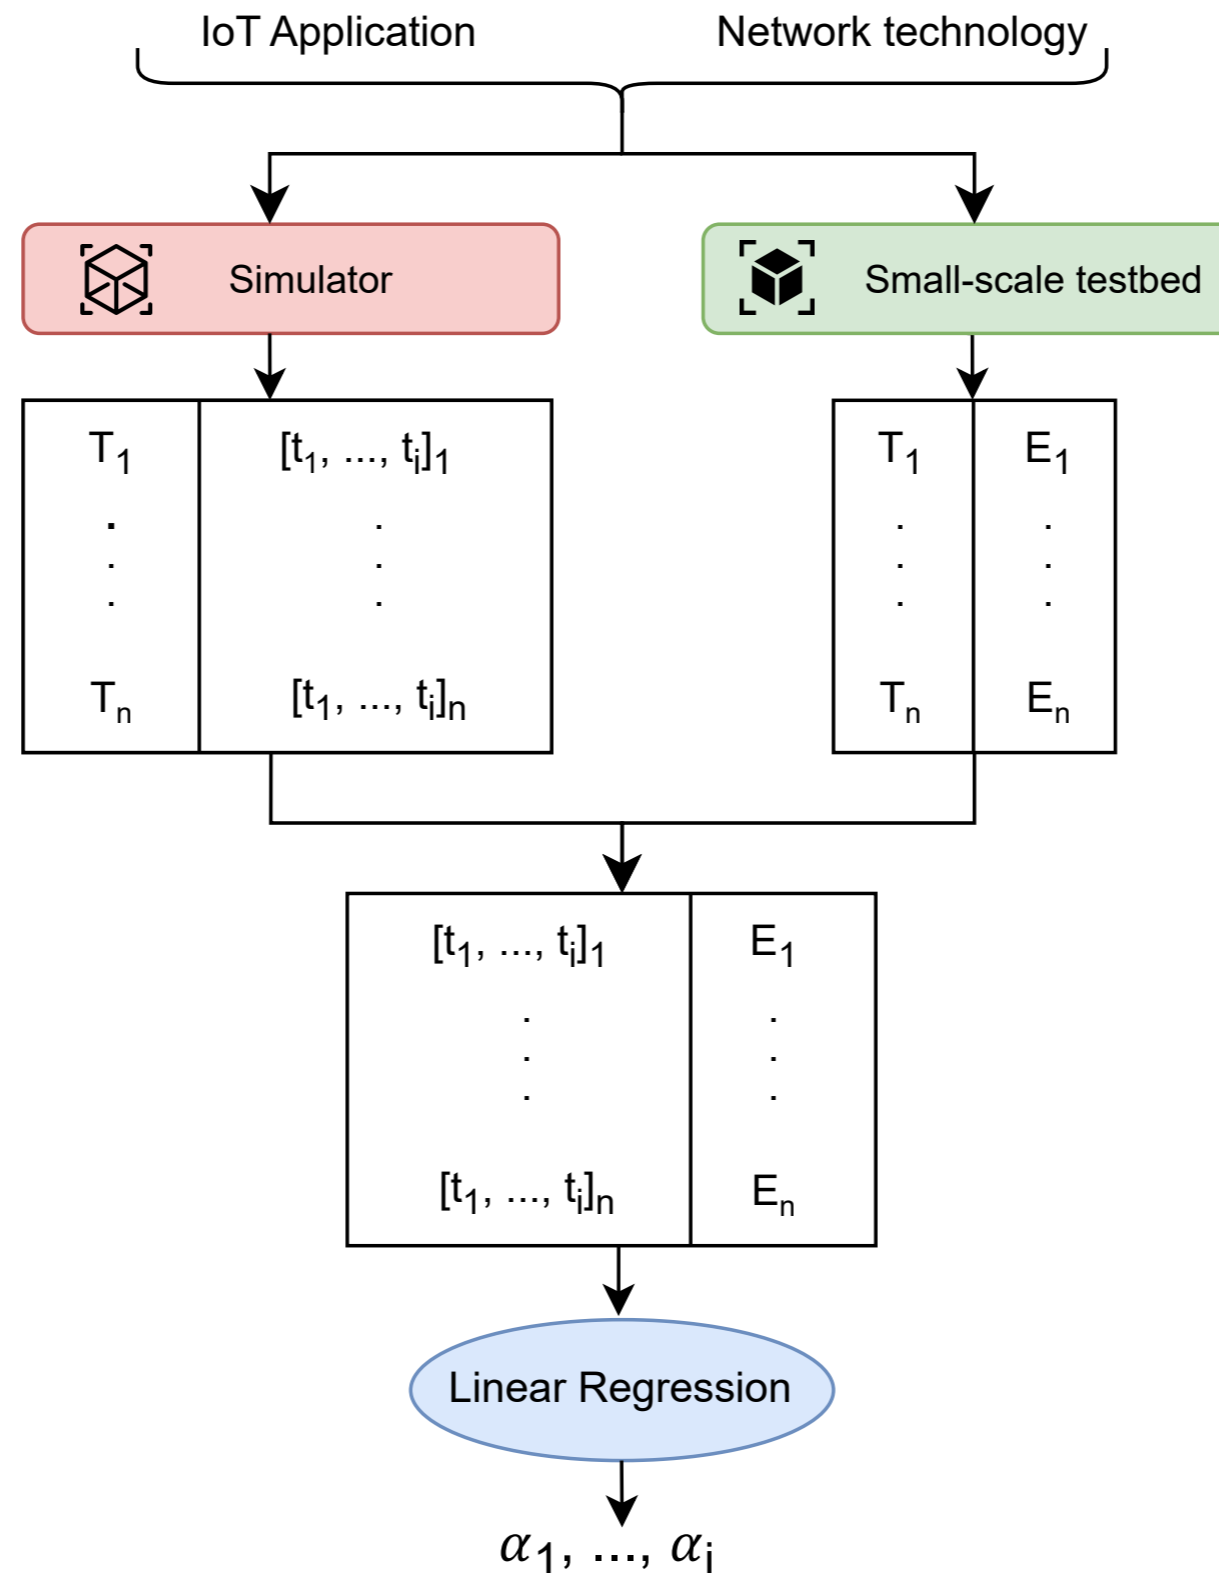 IoT Application Network technology
Simulator Small-scale testbed
T₁ [t₁, ..., tᵢ]₁ T₁ E₁
. . . .
. . . .
. . . .
Tₙ [t₁, ..., tᵢ]ₙ Tₙ Eₙ
[t₁, ..., tᵢ]₁ E₁
. .
. .
. .
[t₁, ..., tᵢ]ₙ Eₙ
Linear Regression
α₁, ..., αᵢ